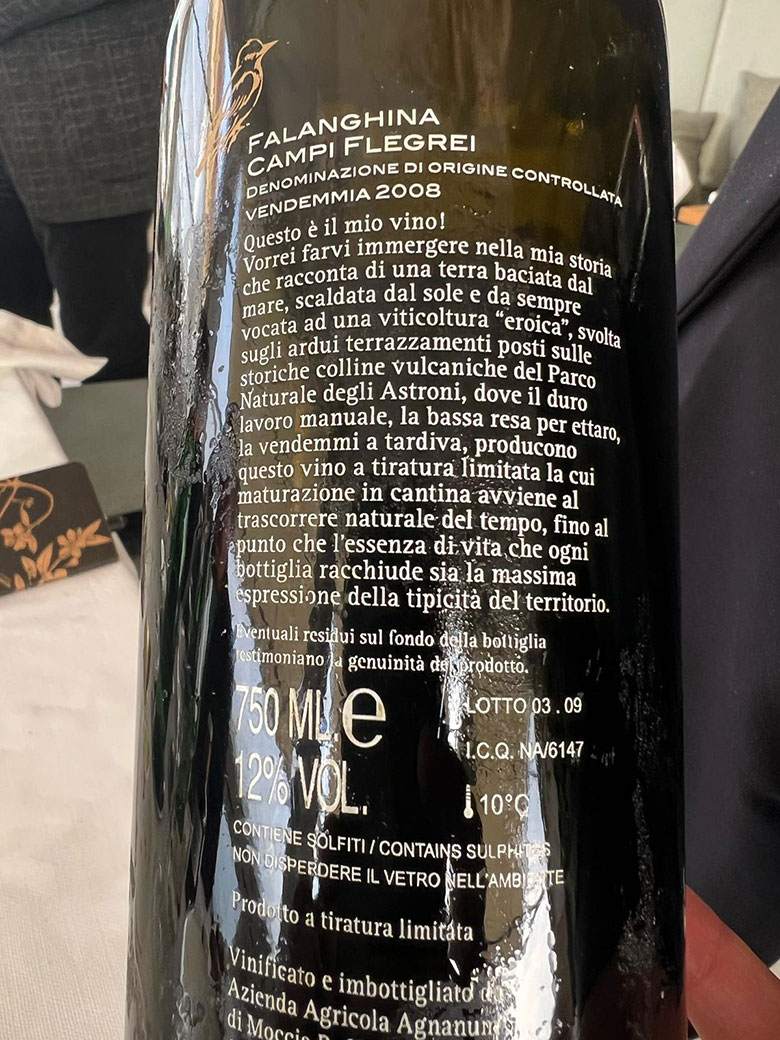 FALANGHINA
CAMPI FLEGREI
DENOMINAZIONE DI ORIGINE CONTROLLATA
VENDEMMIA 2008
Questo è il mio vino!
Vorrei farvi immergere nella mia storia
che racconta di una terra baciata dal
mare, scaldata dal sole e da sempre
vocata ad una viticoltura “eroica”, svolta
sugli ardui terrazzamenti posti sulle
storiche colline vulcaniche del Parco
Naturale degli Astroni, dove il duro
lavoro manuale, la bassa resa per ettaro,
la vendemmi a tardiva, producono
questo vino a tiratura limitata la cui
maturazione in cantina avviene al
trascorrere naturale del tempo, fino al
punto che l'essenza di vita che ogni
bottiglia racchiude sia la massima
espressione della tipicità del territorio.
Eventuali residui sul fondo della bottiglia
testimoniano la genuinità del prodotto.
750 ML. e
12% VOL.
LOTTO 03.09
I.C.Q. NA/6147
10°C
CONTIENE SOLFITI / CONTAINS SULPHITES
NON DISPERDERE IL VETRO NELL'AMBIENTE
Prodotto a tiratura limitata
Vinificato e imbottigliato da
Azienda Agricola Agnanum
di Moccia